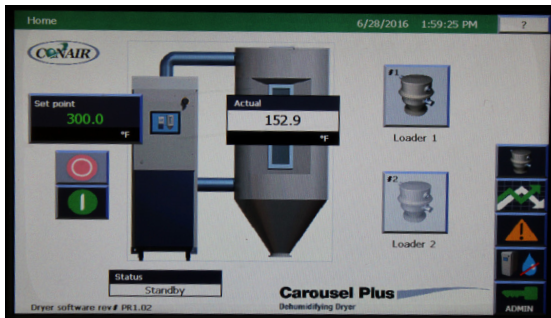 Home
6/28/2016 1:59:25 PM
?
CONAIR
Set point
300.0
°F
Actual
152.9
°F
#1
Loader 1
#2
Loader 2
Status
Standby
Carousel Plus
Dehumidifying Dryer
Dryer software rev# PR1.02
ADMIN